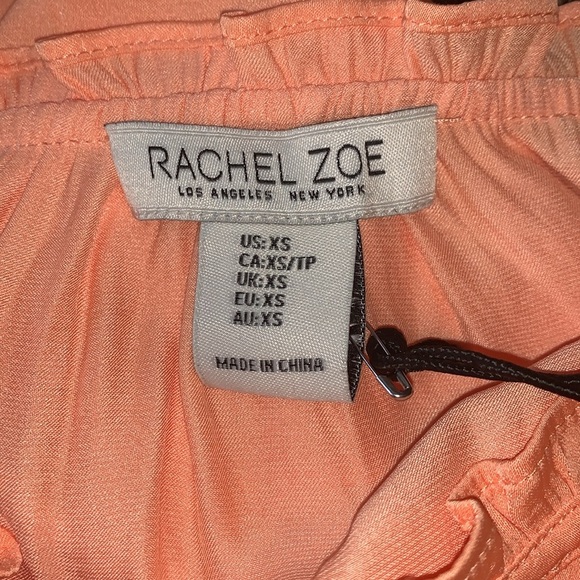 RACHEL ZOE
LOS ANGELES NEW YORK
US:XS
CA:XS/TP
UK:XS
EU:XS
AU:XS
MADE IN CHINA